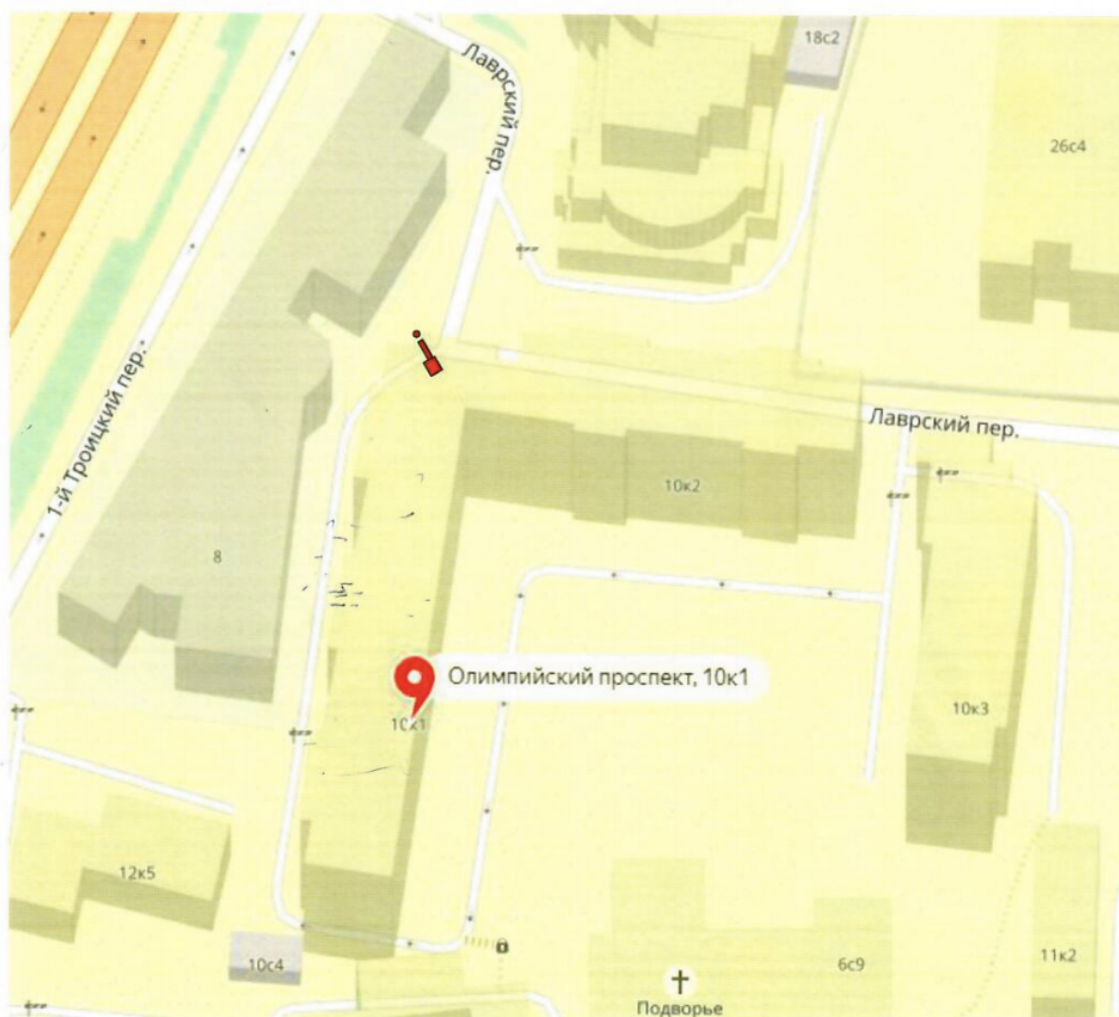 18с2
Лаврский пер.
26с4
1-й Троицкий пер.
Лаврский пер.
10к2
8
Олимпийский проспект, 10к1
10к1
10к3
12к5
10с4
6с9
11к2
Подворье